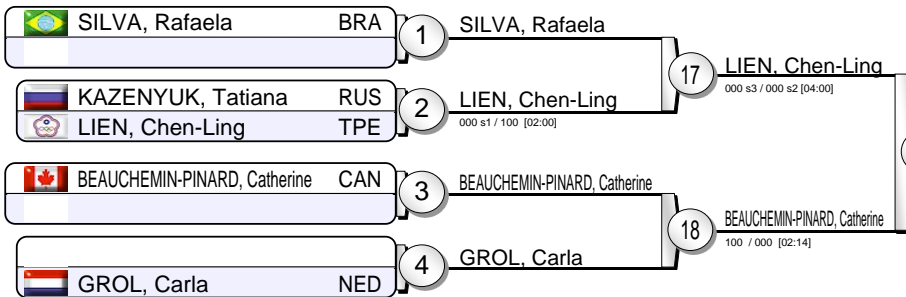 SILVA, Rafaela BRA
1
SILVA, Rafaela
17
LIEN, Chen-Ling
000 s3 / 000 s2 [04:00]
KAZENYUK, Tatiana RUS
LIEN, Chen-Ling TPE
2
LIEN, Chen-Ling
000 s1 / 100 [02:00]
BEAUCHEMIN-PINARD, Catherine CAN
3
BEAUCHEMIN-PINARD, Catherine
18
BEAUCHEMIN-PINARD, Catherine
100 / 000 [02:14]
GROL, Carla NED
4
GROL, Carla